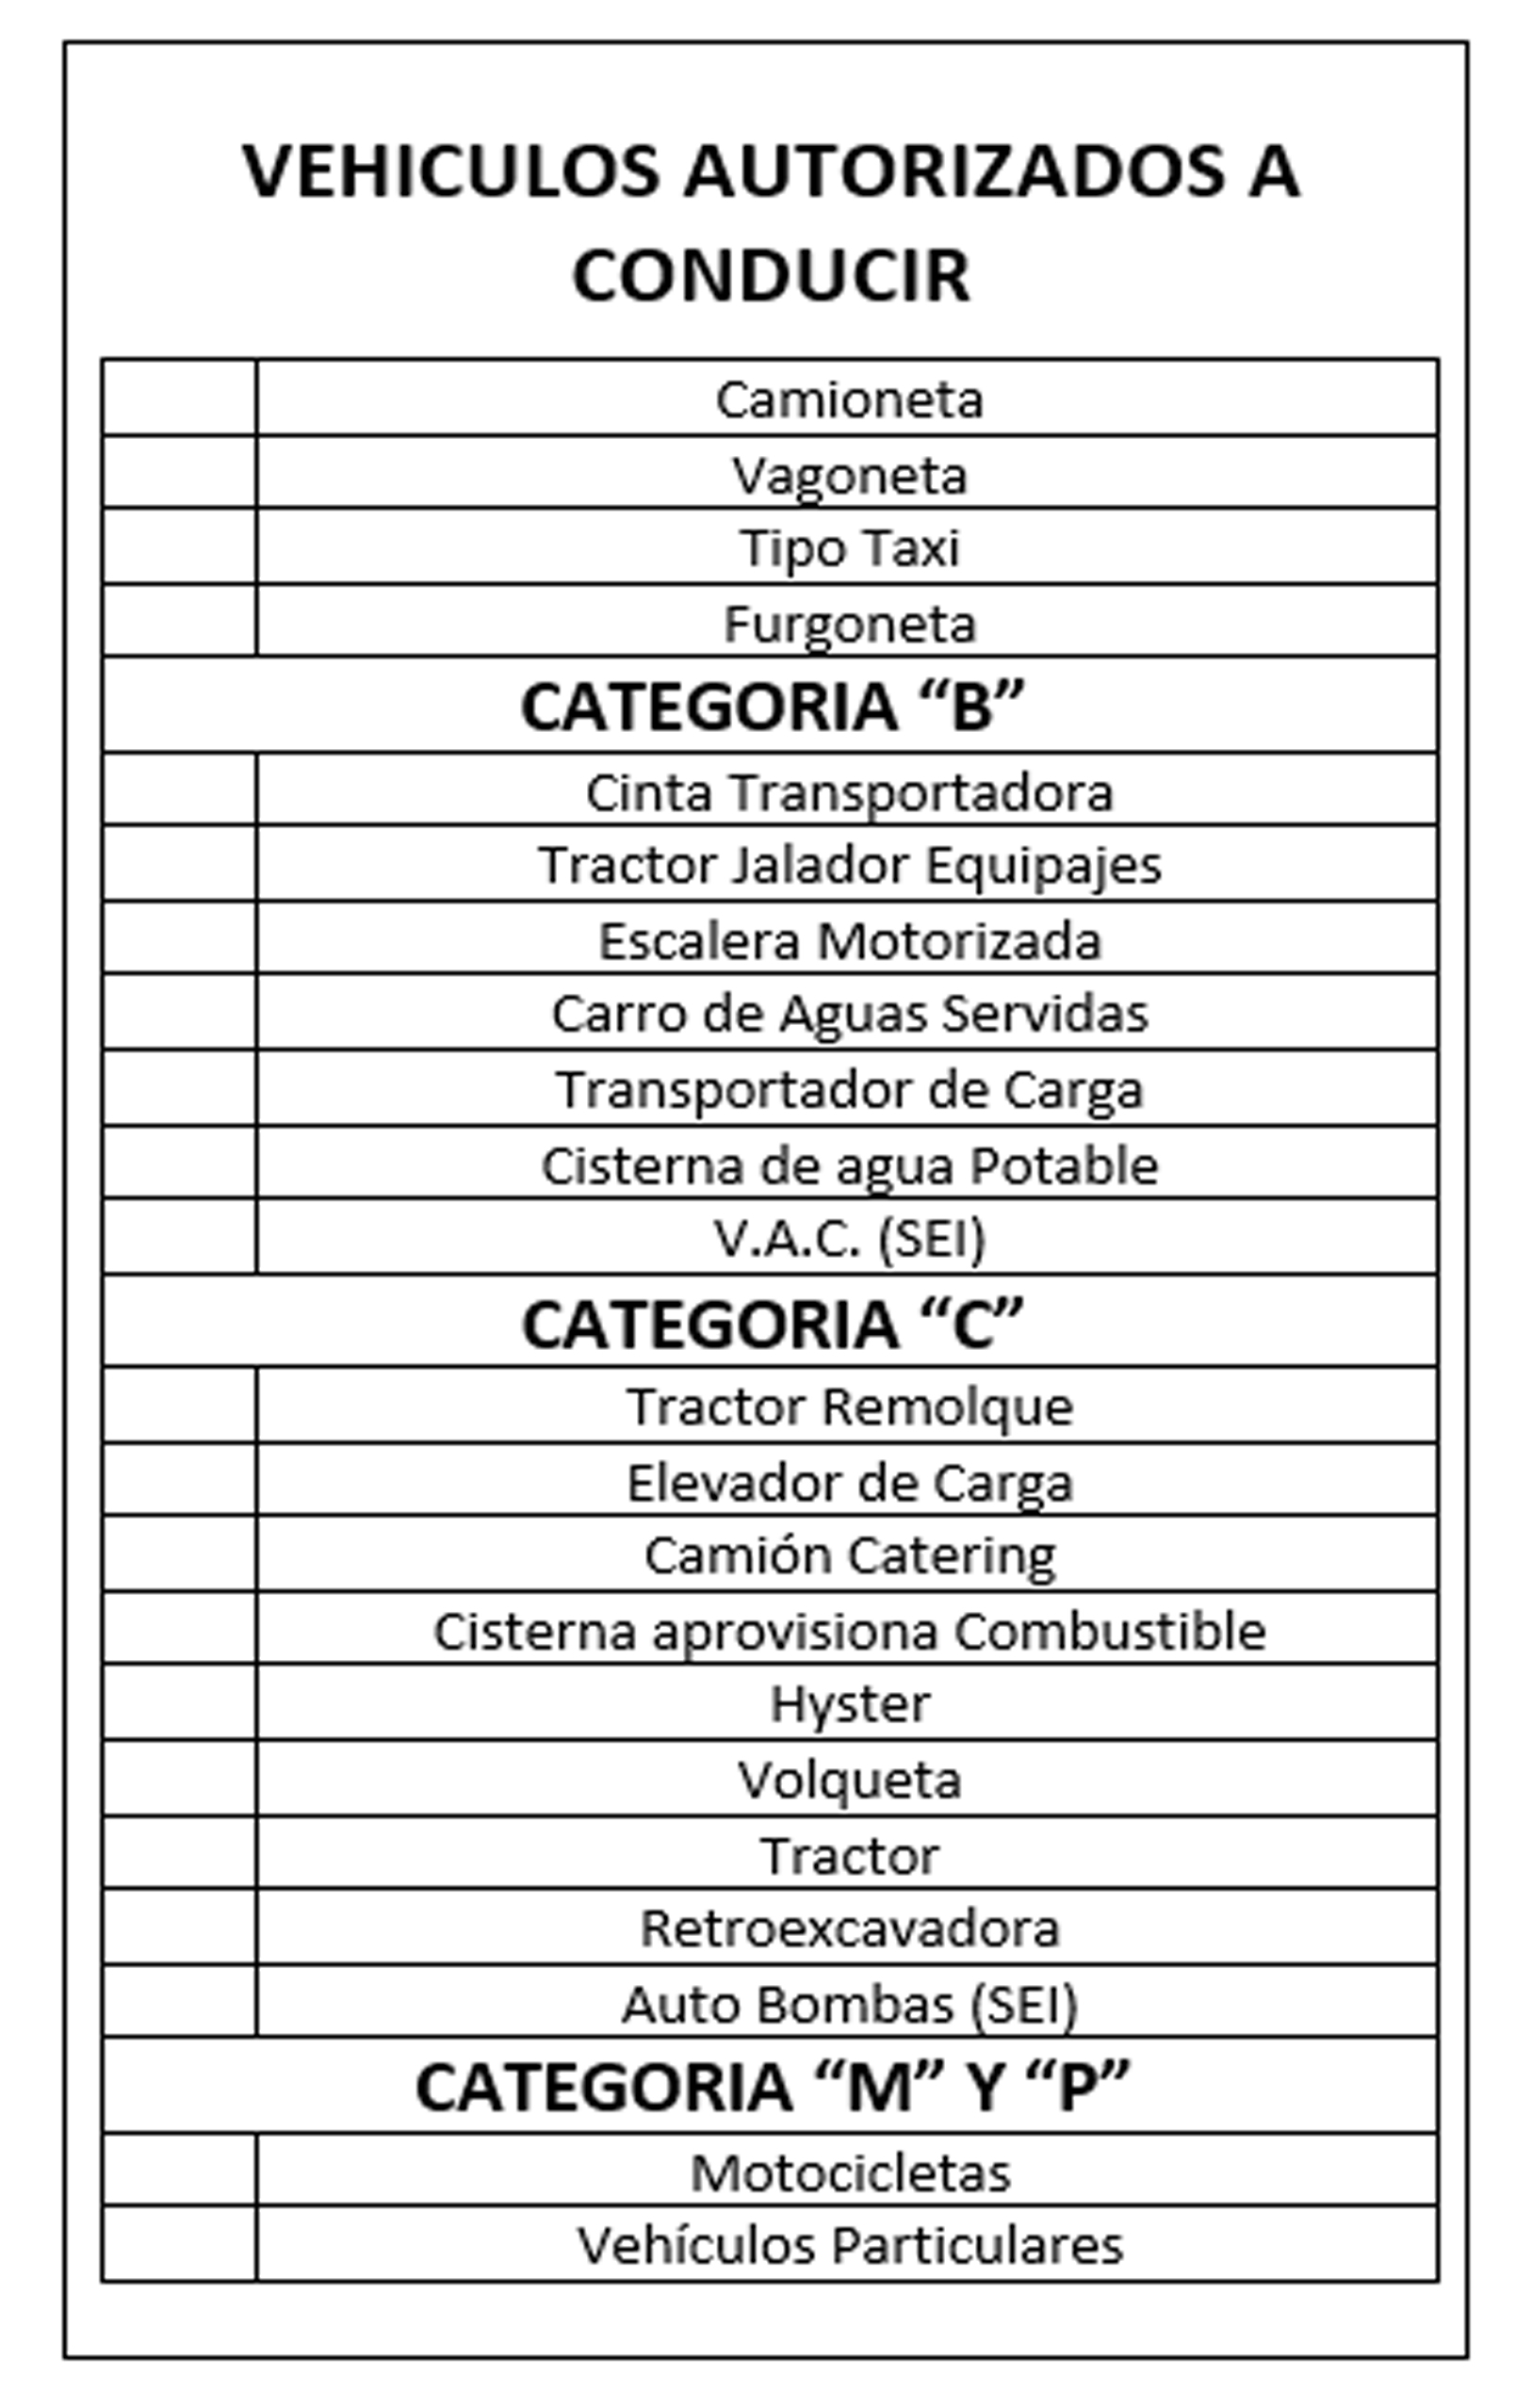 VEHICULOS AUTORIZADOS A
CONDUCIR
Camioneta
Vagoneta
Tipo Taxi
Furgoneta
CATEGORIA “B”
Cinta Transportadora
Tractor Jalador Equipajes
Escalera Motorizada
Carro de Aguas Servidas
Transportador de Carga
Cisterna de agua Potable
V.A.C. (SEI)
CATEGORIA “C”
Tractor Remolque
Elevador de Carga
Camión Catering
Cisterna aprovisiona Combustible
Hyster
Volqueta
Tractor
Retroexcavadora
Auto Bombas (SEI)
CATEGORIA “M” Y “P”
Motocicletas
Vehículos Particulares